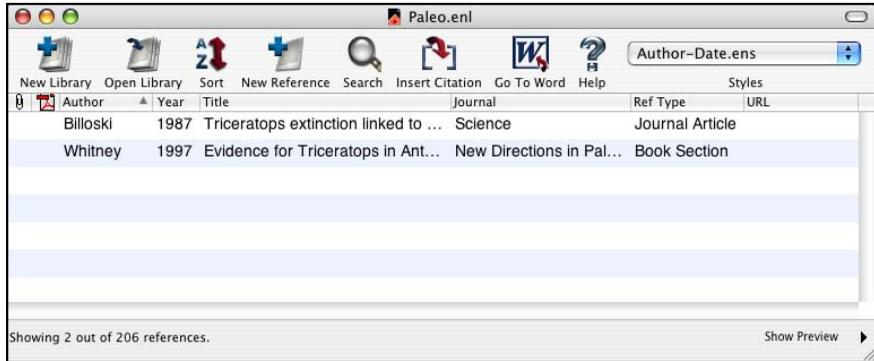 Paleo.enl
New Library Open Library Sort New Reference Search Insert Citation Go To Word Help Author-Date.ens Styles
Author Year Title Journal Ref Type URL
Billoski 1987 Triceratops extinction linked to ... Science Journal Article
Whitney 1997 Evidence for Triceratops in Ant... New Directions in Pal... Book Section
Showing 2 out of 206 references. Show Preview